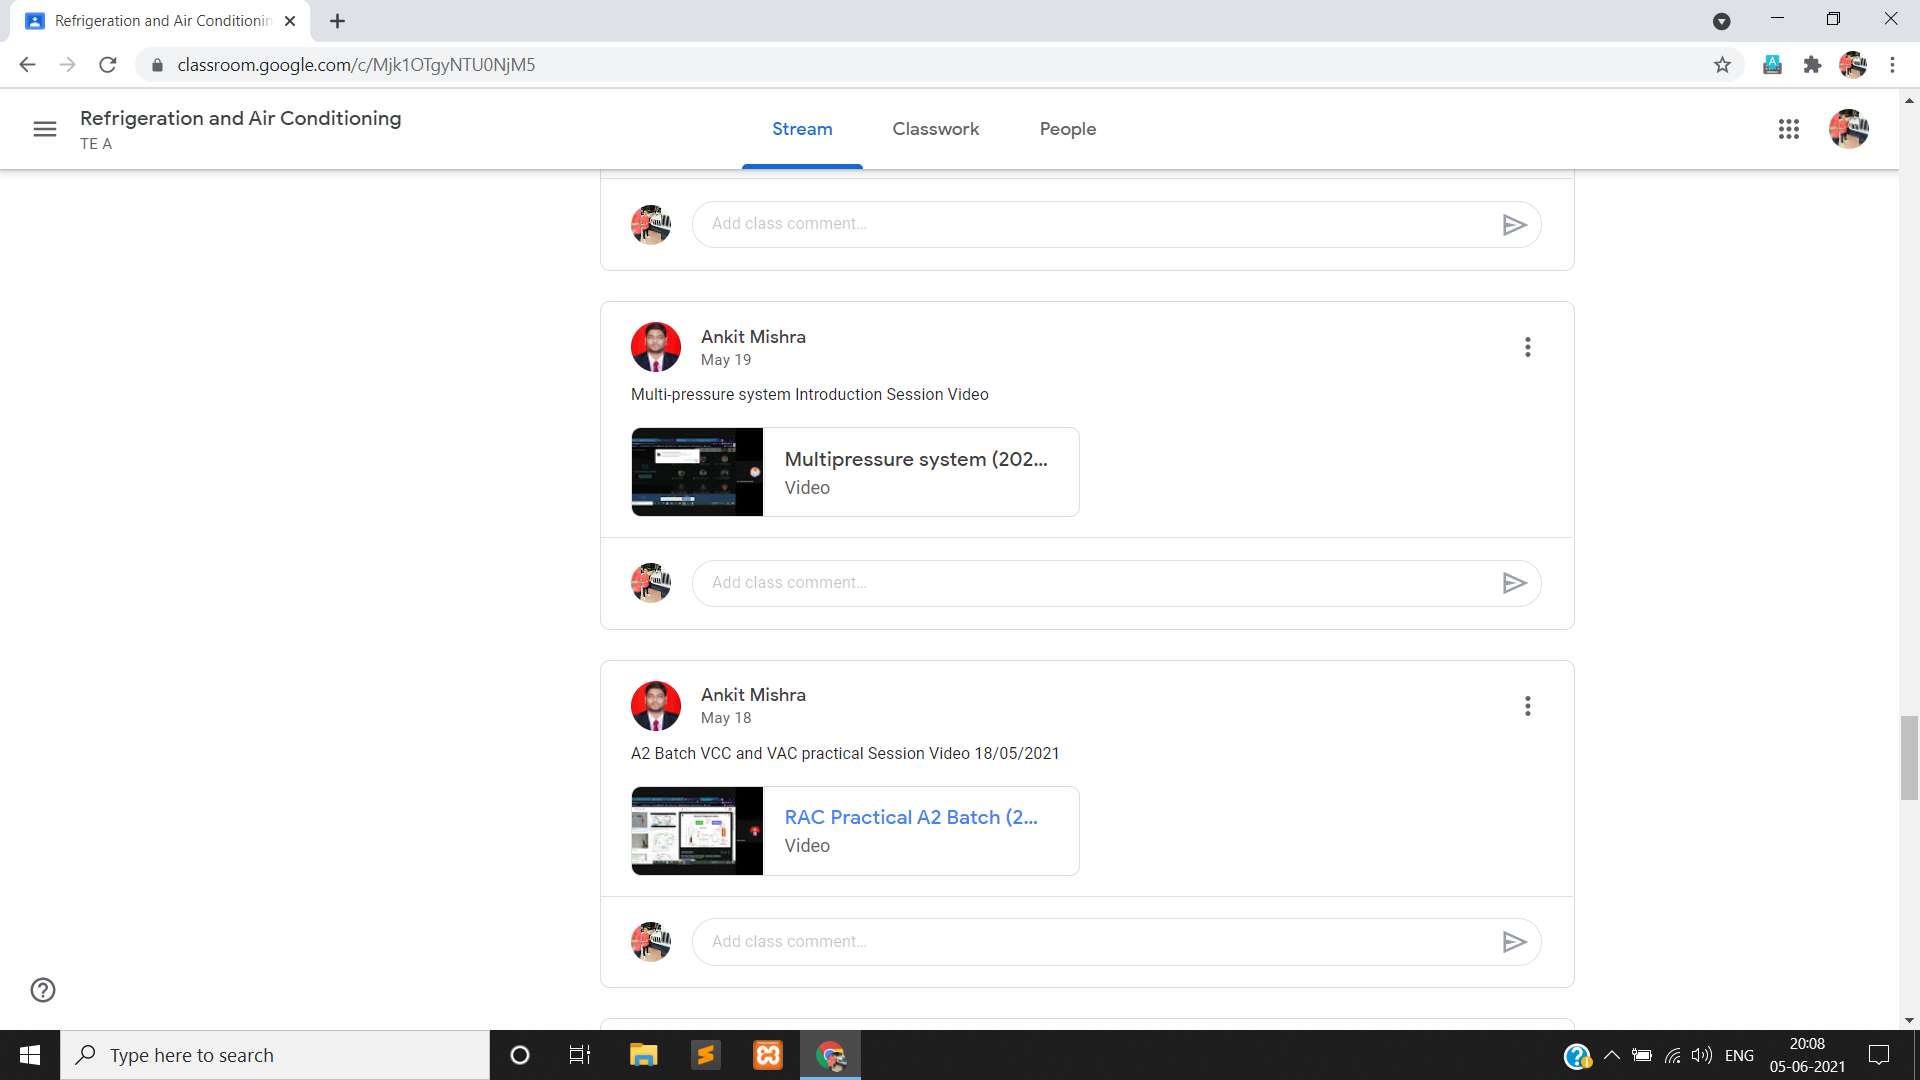 Refrigeration and Air Conditionin
classroom.google.com/c/Mjk1OTgyNTU0NjM5
Refrigeration and Air Conditioning
TE A
Stream
Classwork
People
Add class comment...
Ankit Mishra
May 19
Multi-pressure system Introduction Session Video
Multipressure system (202...
Video
Add class comment...
Ankit Mishra
May 18
A2 Batch VCC and VAC practical Session Video 18/05/2021
RAC Practical A2 Batch (2...
Video
Add class comment...
Type here to search
ENG
20:08
05-06-2021